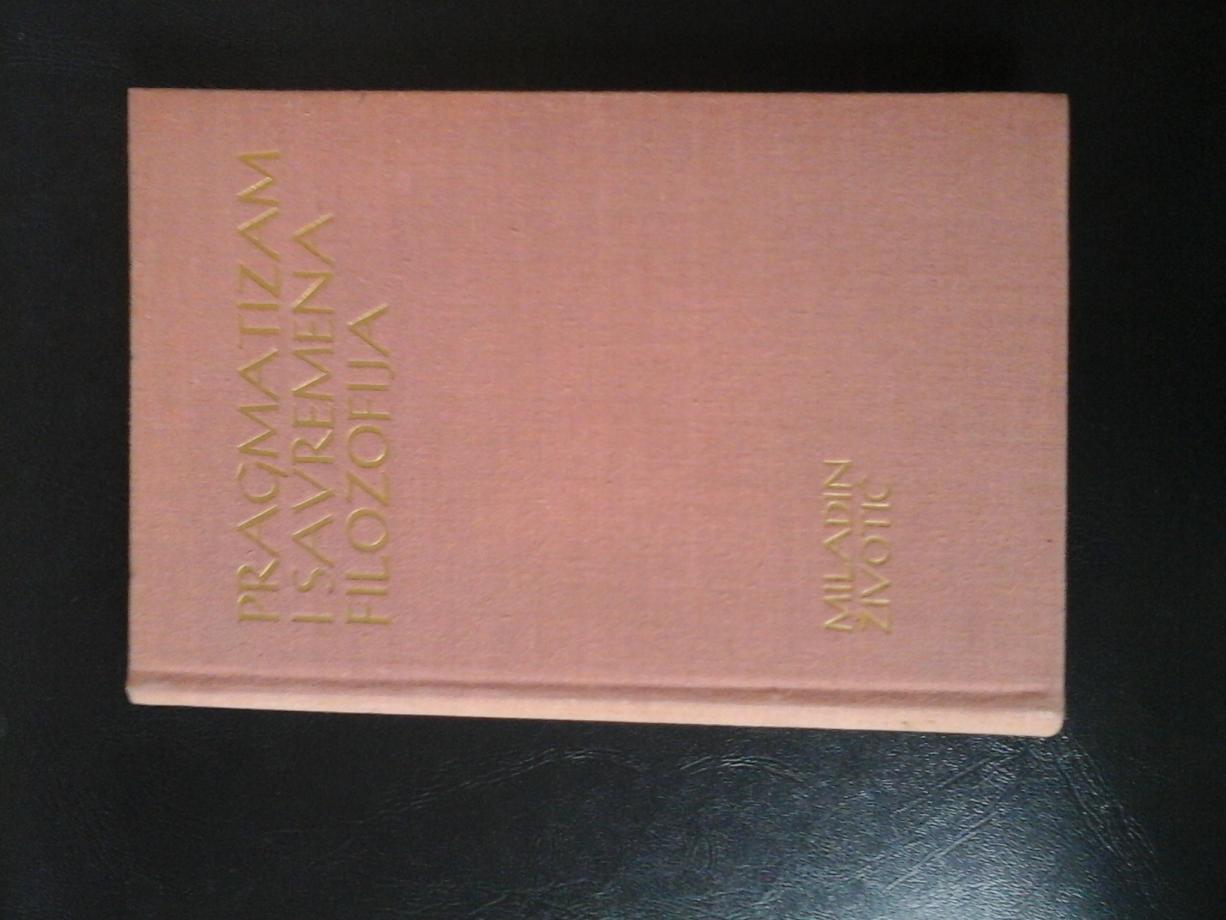 PRAGMATIZAM
I SAVREMENA
FILOZOFIJA
MILADIN
ŽIVOTIĆ